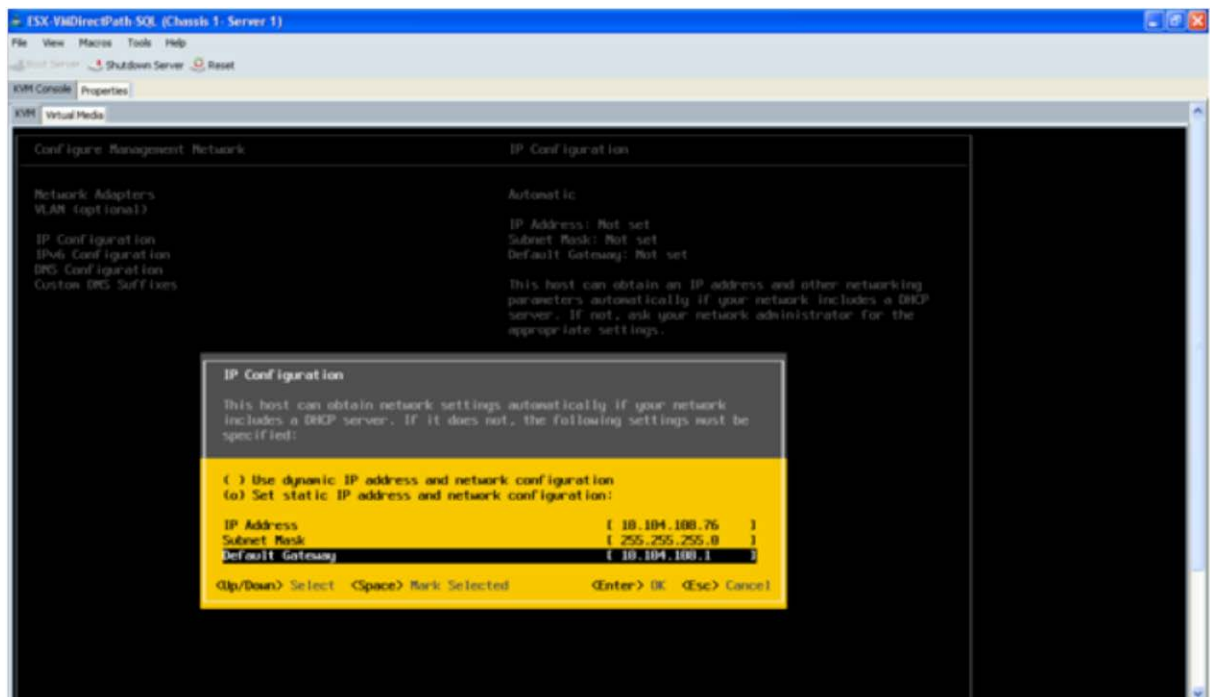 ESX-VMDirectPath-SQL (Chassis 1- Server 1)
File View Macros Tools Help
Boot Server Shutdown Server Reset
KVM Console Properties
KVM Virtual Media
Configure Management Network
IP Configuration
Network Adapters
VLAN (optional)
IP Configuration
IPv6 Configuration
DNS Configuration
Custom DNS Suffixes
Automatic
IP Address: Not set
Subnet Mask: Not set
Default Gateway: Not set
This host can obtain an IP address and other networking
parameters automatically if your network includes a DHCP
server. If not, ask your network administrator for the
appropriate settings.
IP Configuration
This host can obtain network settings automatically if your network
includes a DHCP server. If it does not, the following settings must be
specified:
( ) Use dynamic IP address and network configuration
(o) Set static IP address and network configuration:
IP Address [ 10.104.108.76 ]
Subnet Mask [ 255.255.255.0 ]
Default Gateway [ 10.104.108.1 ]
<Up/Down> Select <Space> Mark Selected <Enter> OK <Esc> Cancel